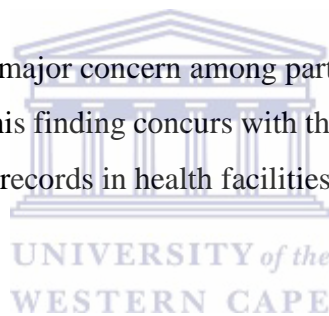 major concern among part
his finding concurs with th
records in health facilities
UNIVERSITY of the
WESTERN CAPE